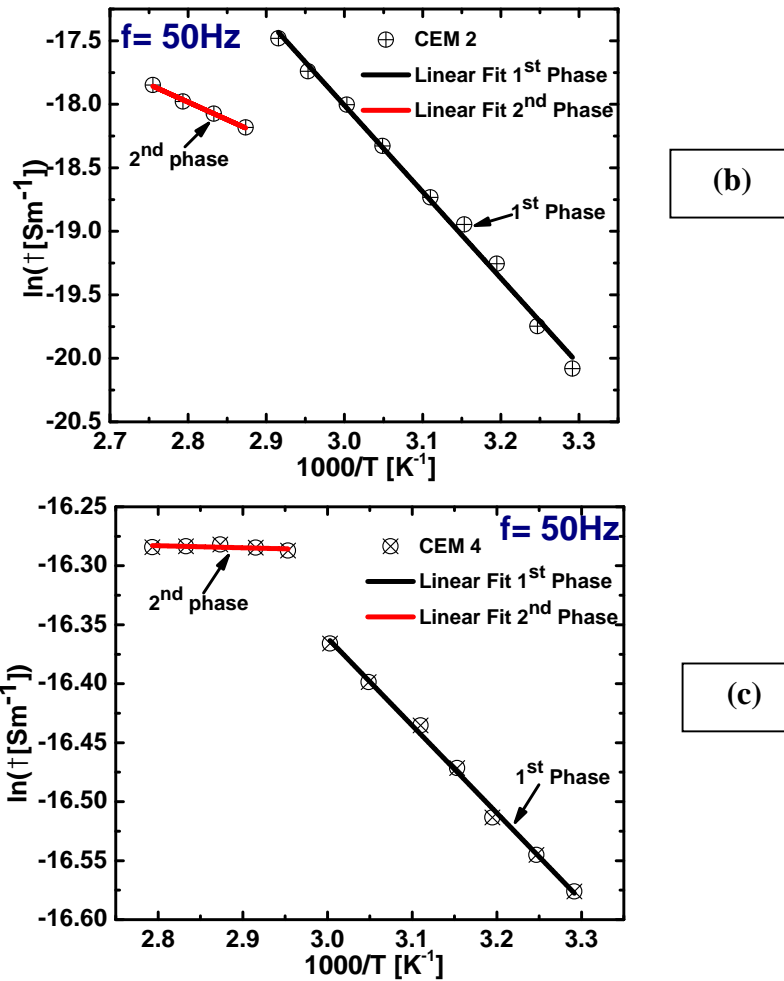 f= 50Hz
CEM 2
Linear Fit 1st Phase
Linear Fit 2nd Phase
2nd phase
1st Phase
-17.5
-18.0
-18.5
-19.0
-19.5
-20.0
-20.5
ln(†[Sm-1])
2.7 2.8 2.9 3.0 3.1 3.2 3.3
1000/T [K-1]
(b)
f= 50Hz
CEM 4
Linear Fit 1st Phase
Linear Fit 2nd Phase
2nd phase
1st Phase
-16.25
-16.30
-16.35
-16.40
-16.45
-16.50
-16.55
-16.60
ln(†[Sm-1])
2.8 2.9 3.0 3.1 3.2 3.3
1000/T [K-1]
(c)